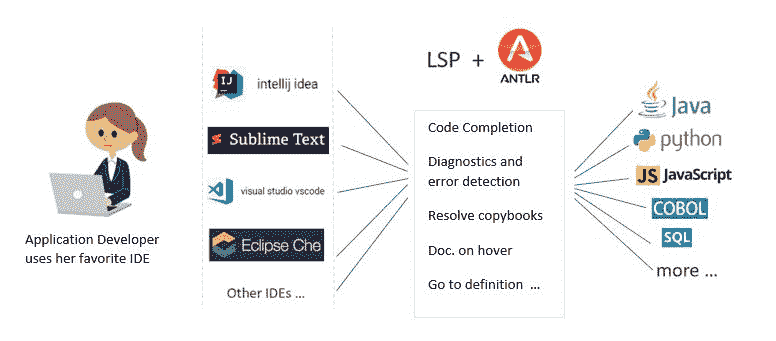 Application Developer
uses her favorite IDE
IJ
intellij idea
Sublime Text
visual studio vscode
Eclipse Che
Other IDEs ...
LSP +
ANTLR
Code Completion
Diagnostics and
error detection
Resolve copybooks
Doc. on hover
Go to definition ...
Java
python
JS JavaScript
COBOL
SQL
more ...